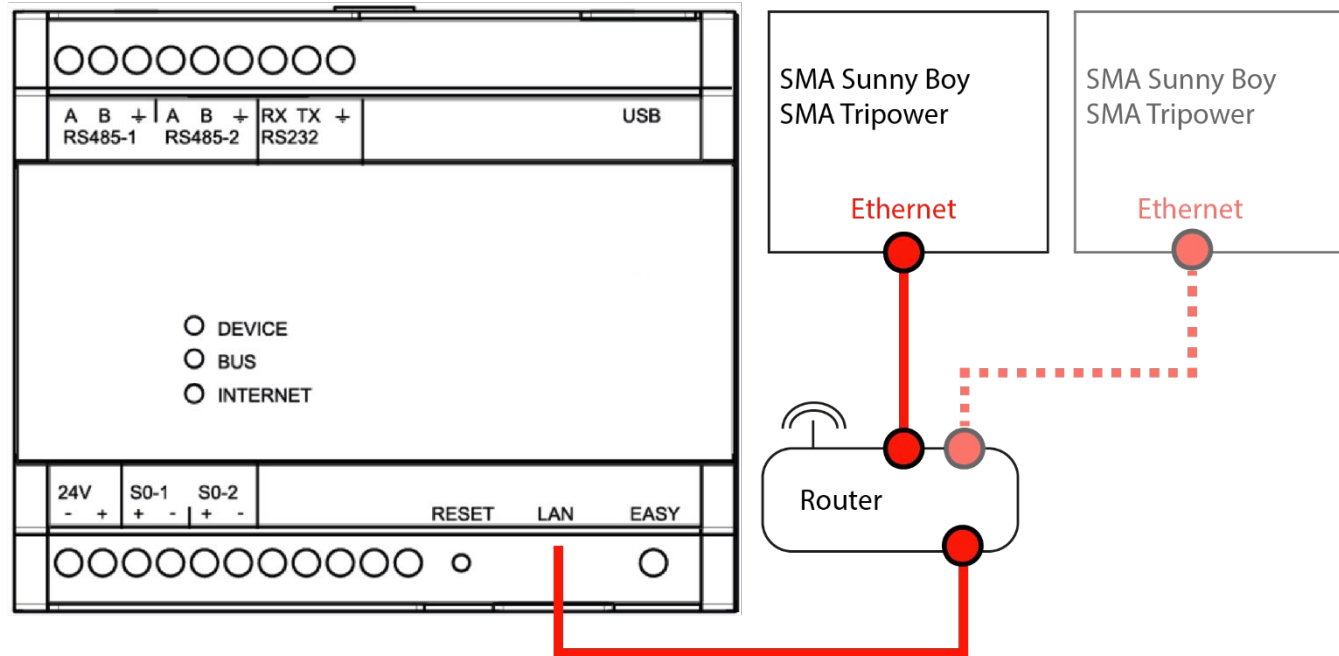 A B ⏚ A B ⏚ RX TX ⏚ USB
RS485-1 RS485-2 RS232
DEVICE
BUS
INTERNET
24V S0-1 S0-2
- + + - + -
RESET LAN EASY
SMA Sunny Boy
SMA Tripower
Ethernet
SMA Sunny Boy
SMA Tripower
Ethernet
Router